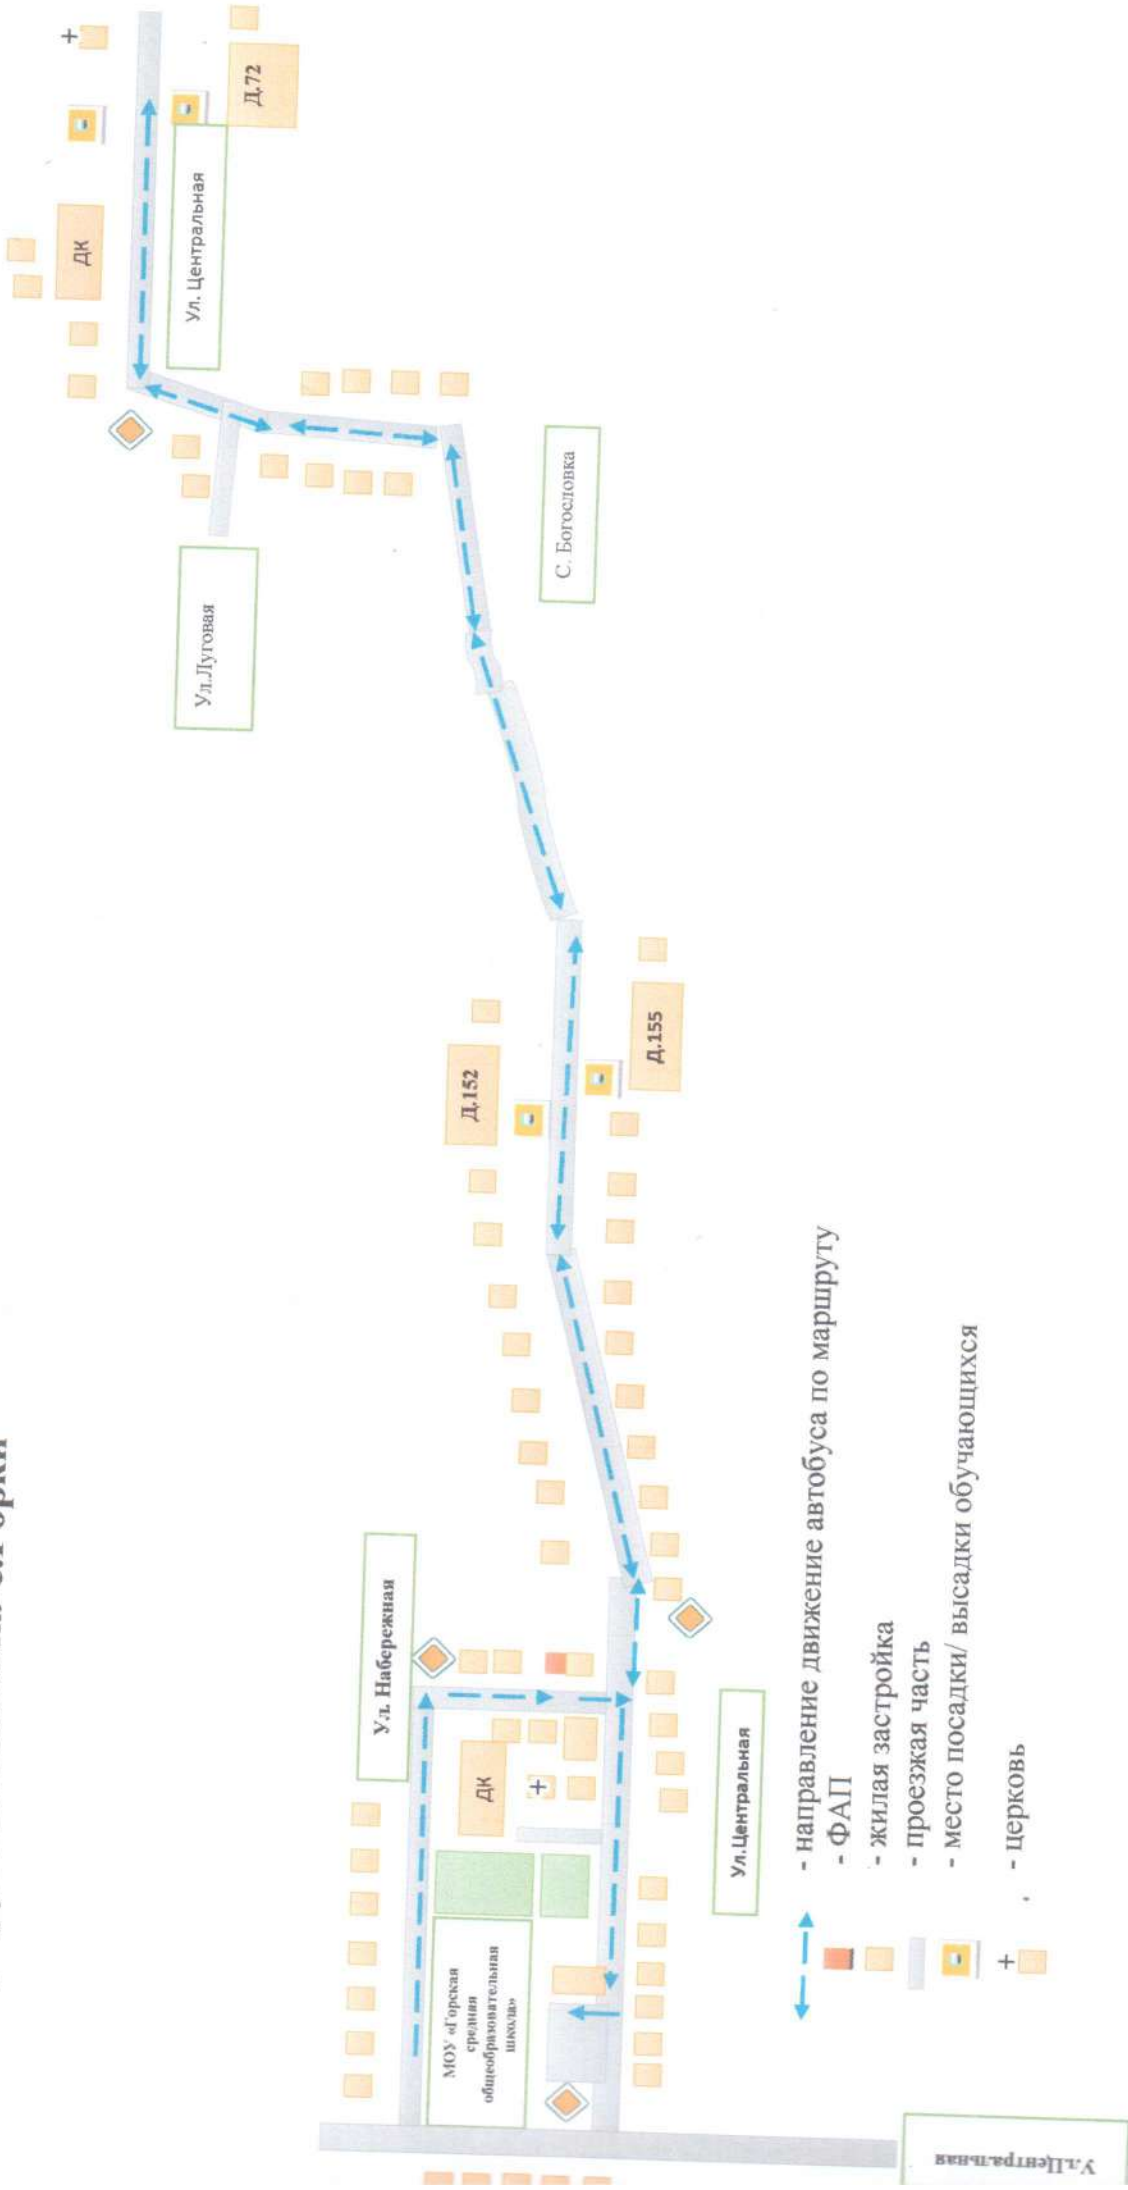 Ул. Набережная
МОУ «Горская
средняя
общеобразовательная
школа»
ДК
Ул.Центральная
Ул.Центральная
Д.152
Д.155
Ул.Луговая
С. Богословка
ДК
Ул. Центральная
Д.72
- направление движение автобуса по маршруту
- ФАП
- жилая застройка
- проезжая часть
- место посадки/ высадки обучающихся
- церковь